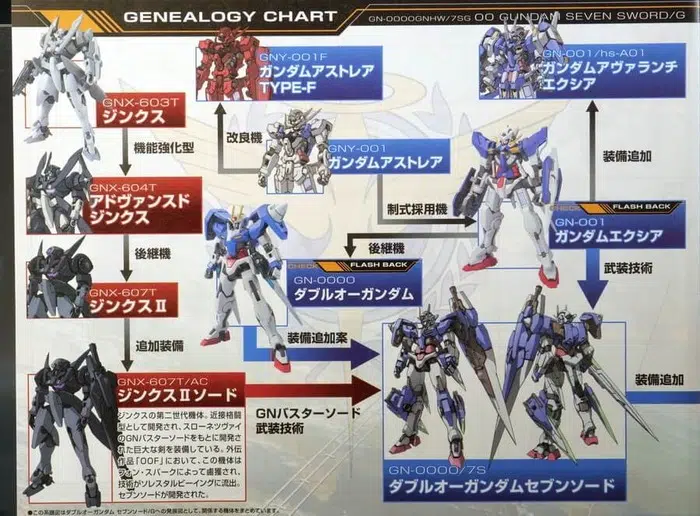 GENEALOGY CHART
GN-0000GNHW/7SG OO GUNDAM SEVEN SWORD/G
GNX-603T
ジンクス
機能強化型
GNX-604T
アドヴァンスド
ジンクス
後継機
GNX-607T
ジンクスⅡ
追加装備
GNX-607T/AC
ジンクスⅡソード
ジンクスの第二世代機体。近接格闘
型として開発され、スローネツヴァイ
のGNバスターソードをもとに開発さ
れた巨大な剣を装備している。外伝
作品「OOF」において、この機体は
フォン・スパークによって鹵獲され、
技術がソレスタルビーイングに流出。
セブンソードが開発された。
GNY-001F
ガンダムアストレア
TYPE-F
改良機
GNY-001
ガンダムアストレア
制式採用機
GN-001/hs-A01
ガンダムアヴァランチ
エクシア
装備追加
CHECK
FLASH BACK
GN-001
ガンダムエクシア
後継機
武装技術
CHECK
FLASH BACK
GN-0000
ダブルオーガンダム
装備追加案
GNバスターソード
武装技術
GN-0000/7S
ダブルオーガンダムセブンソード
装備追加
●この系譜図はダブルオーガンダム セブンソード/Gへの発展図として、関係する機体をまとめています。